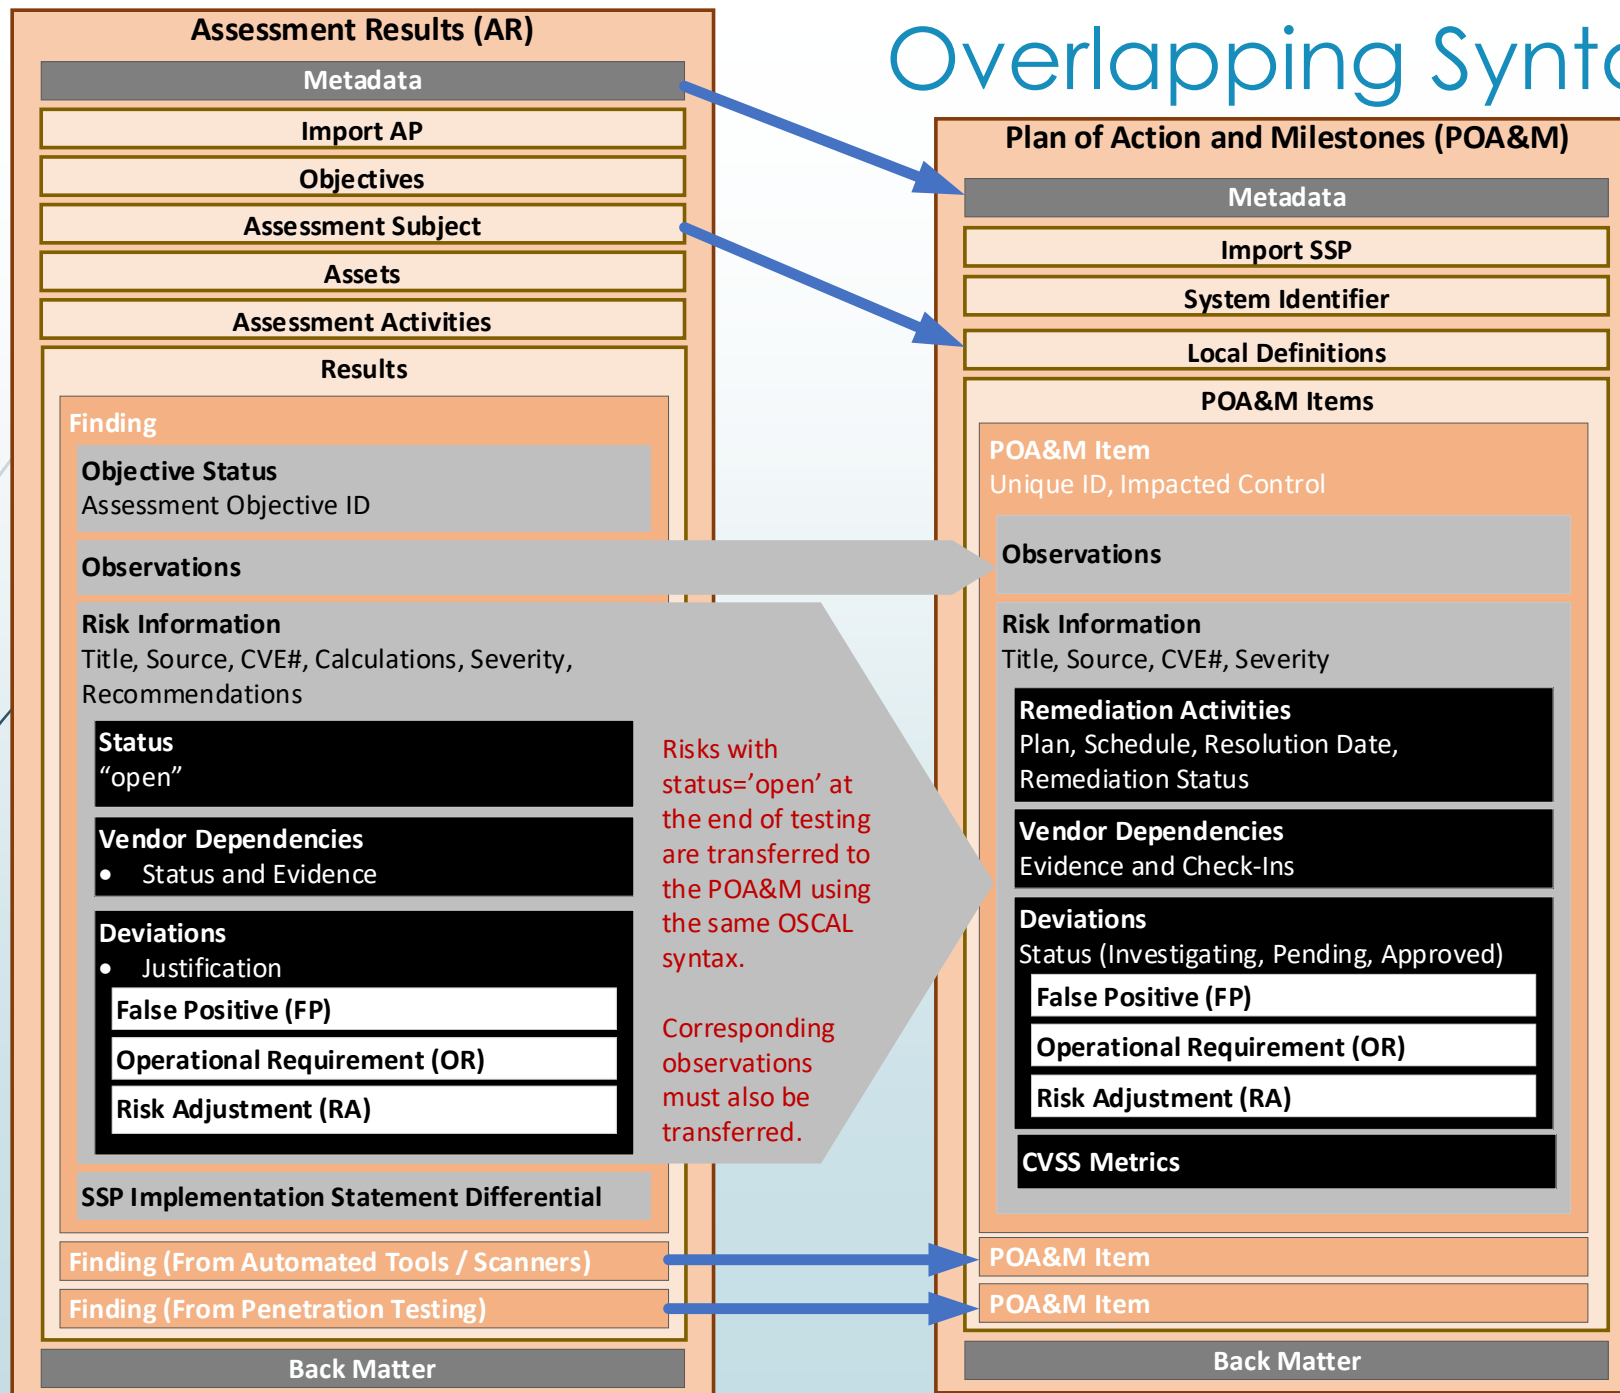 Overlapping Synta
Assessment Results (AR)
Metadata
Import AP
Objectives
Assessment Subject
Assets
Assessment Activities
Results
Finding
Objective Status
Assessment Objective ID
Observations
Risk Information
Title, Source, CVE#, Calculations, Severity,
Recommendations
Status
“open”
Vendor Dependencies
• Status and Evidence
Deviations
• Justification
False Positive (FP)
Operational Requirement (OR)
Risk Adjustment (RA)
SSP Implementation Statement Differential
Finding (From Automated Tools / Scanners)
Finding (From Penetration Testing)
Back Matter
Risks with
status=’open’ at
the end of testing
are transferred to
the POA&M using
the same OSCAL
syntax.
Corresponding
observations
must also be
transferred.
Plan of Action and Milestones (POA&M)
Metadata
Import SSP
System Identifier
Local Definitions
POA&M Items
POA&M Item
Unique ID, Impacted Control
Observations
Risk Information
Title, Source, CVE#, Severity
Remediation Activities
Plan, Schedule, Resolution Date,
Remediation Status
Vendor Dependencies
Evidence and Check-Ins
Deviations
Status (Investigating, Pending, Approved)
False Positive (FP)
Operational Requirement (OR)
Risk Adjustment (RA)
CVSS Metrics
POA&M Item
POA&M Item
Back Matter